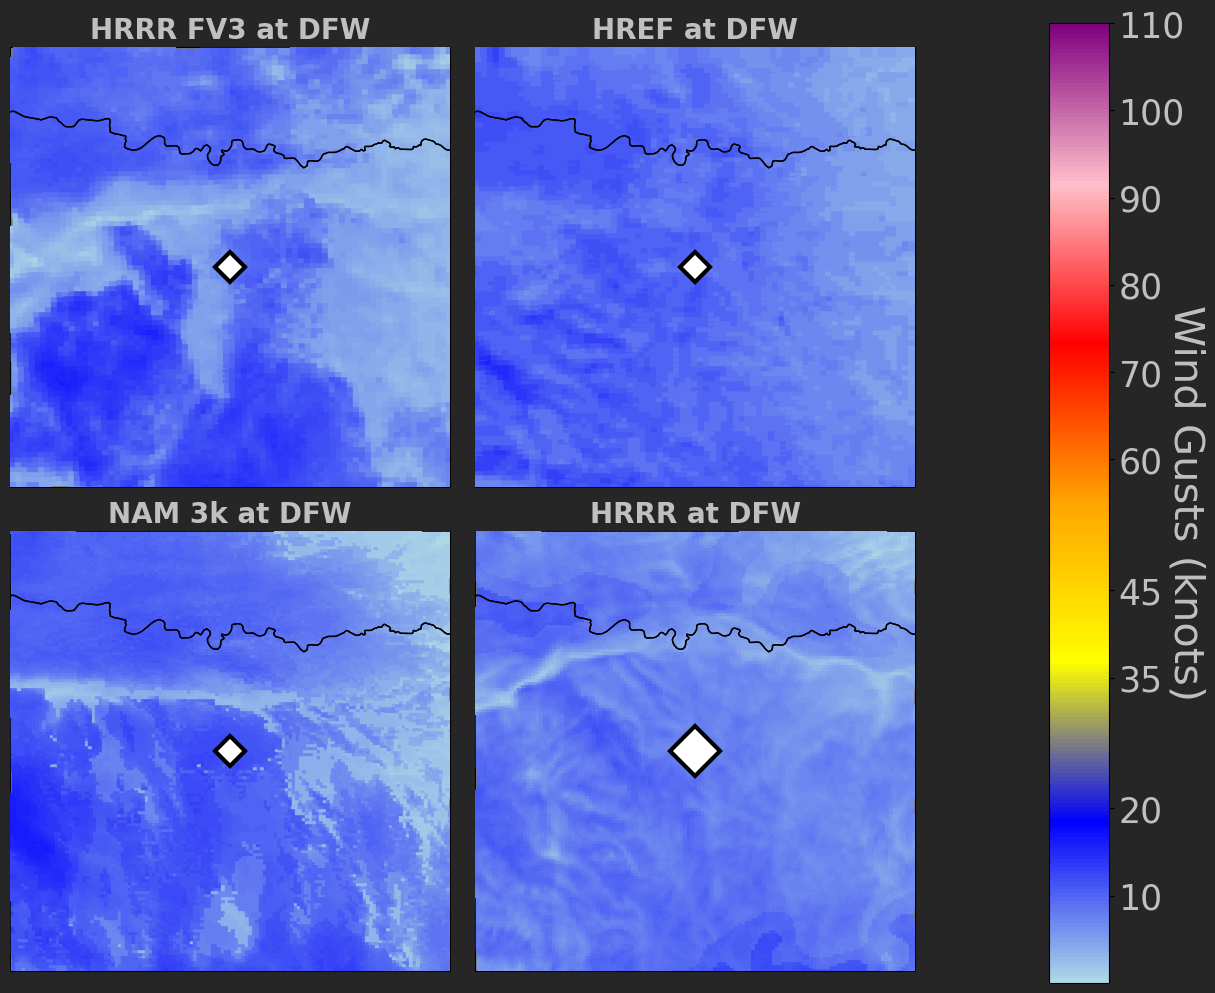 HRRR FV3 at DFW
HREF at DFW
NAM 3k at DFW
HRRR at DFW
110
100
90
80
70
60
45
35
20
10
Wind Gusts (knots)